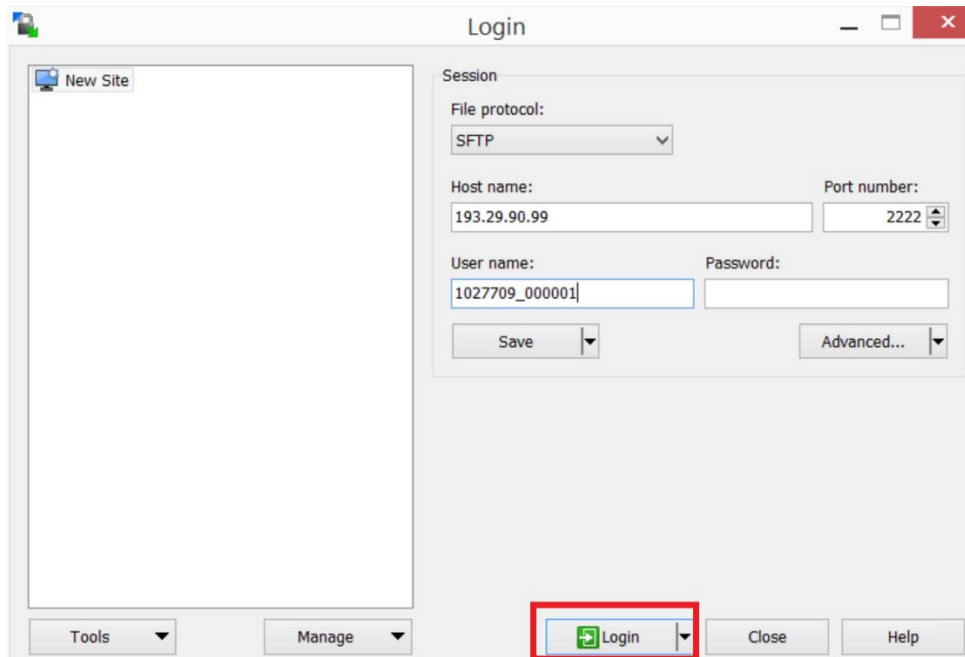 Login
New Site
Session
File protocol:
SFTP
Host name: Port number:
193.29.90.99 2222
User name: Password:
1027709_000001
Save Advanced...
Tools Manage Login Close Help